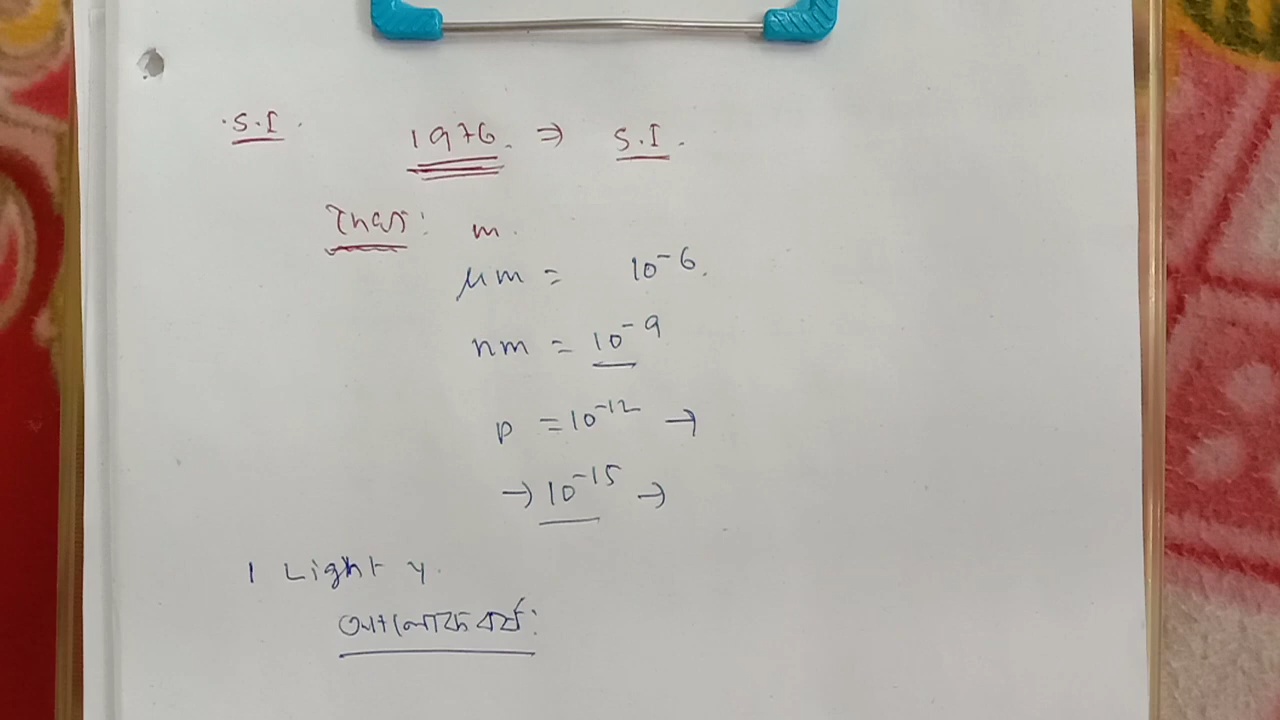 S.I. 1976. ⇒ S.I.
মিটার: m.
μm = 10⁻⁶.
nm = 10⁻⁹
p = 10⁻¹² →
→ 10⁻¹⁵ →
1 Light y.
আলোকবর্ষ: